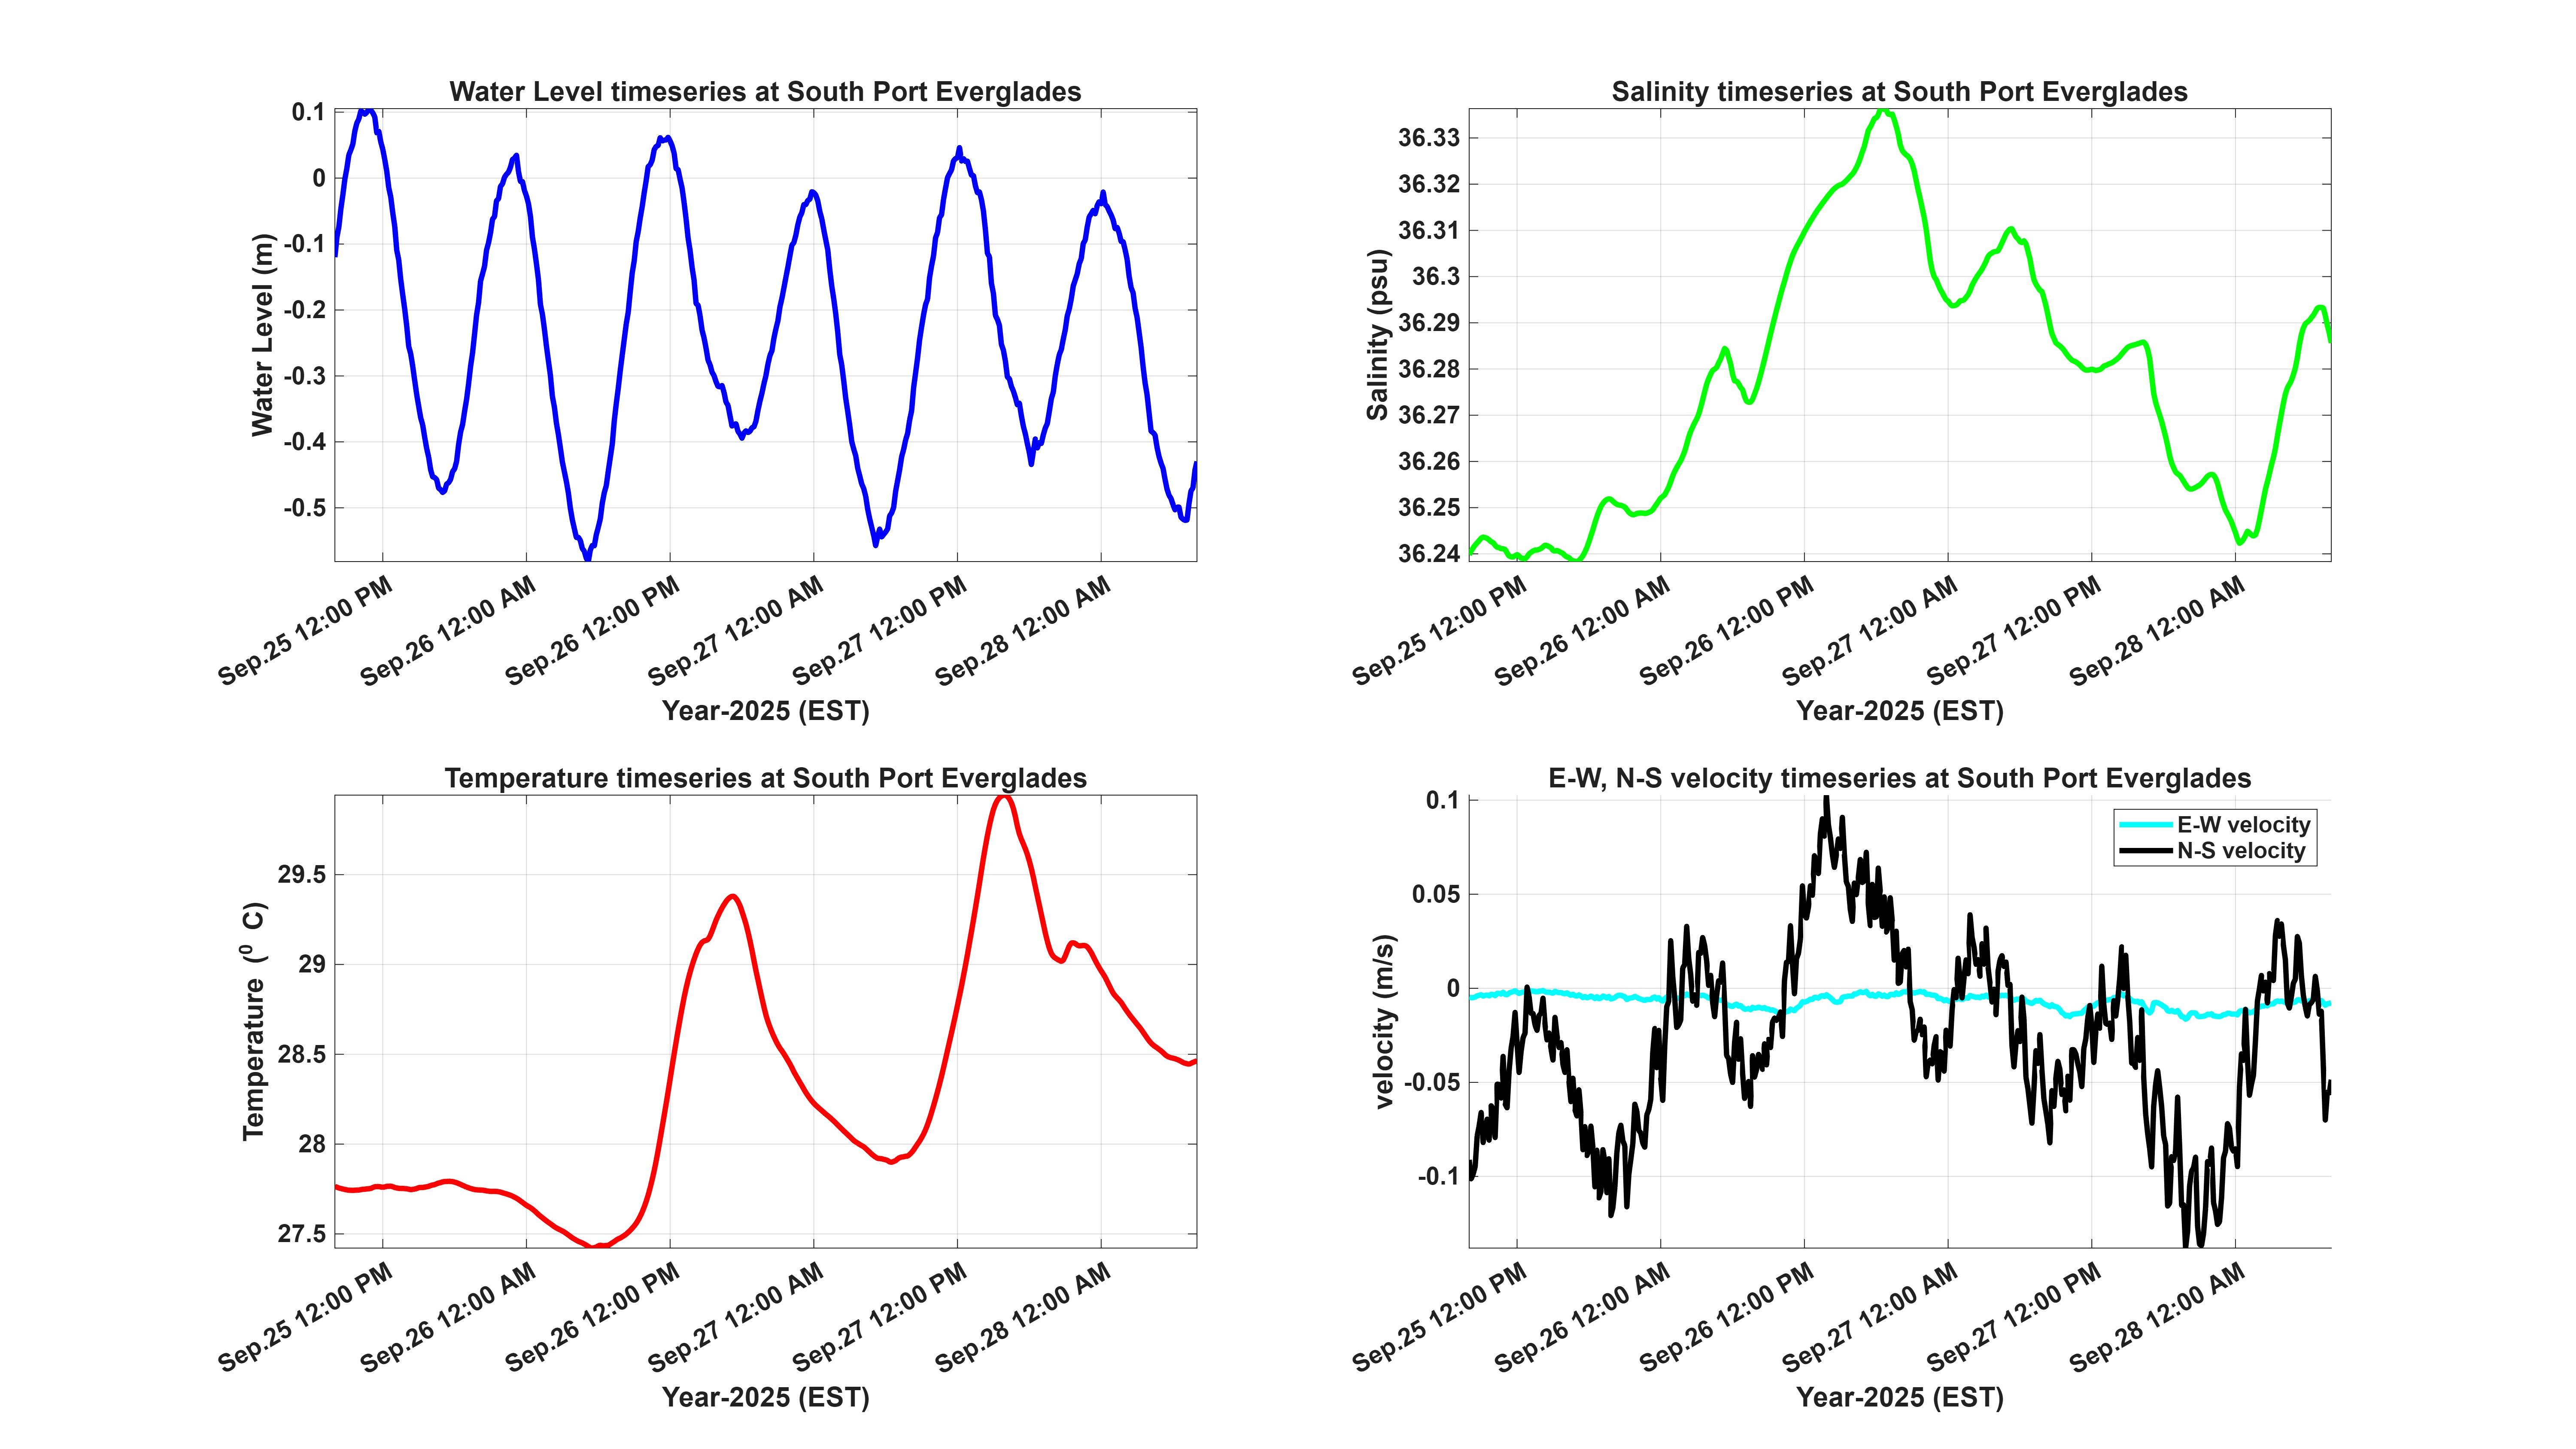 Water Level timeseries at South Port Everglades
Water Level (m)
0.1
0
-0.1
-0.2
-0.3
-0.4
-0.5
Sep.25 12:00 PM
Sep.26 12:00 AM
Sep.26 12:00 PM
Sep.27 12:00 AM
Sep.27 12:00 PM
Sep.28 12:00 AM
Year-2025 (EST)
Salinity timeseries at South Port Everglades
Salinity (psu)
36.33
36.32
36.31
36.3
36.29
36.28
36.27
36.26
36.25
36.24
Sep.25 12:00 PM
Sep.26 12:00 AM
Sep.26 12:00 PM
Sep.27 12:00 AM
Sep.27 12:00 PM
Sep.28 12:00 AM
Year-2025 (EST)
Temperature timeseries at South Port Everglades
Temperature (⁰ C)
29.5
29
28.5
28
27.5
Sep.25 12:00 PM
Sep.26 12:00 AM
Sep.26 12:00 PM
Sep.27 12:00 AM
Sep.27 12:00 PM
Sep.28 12:00 AM
Year-2025 (EST)
E-W, N-S velocity timeseries at South Port Everglades
velocity (m/s)
0.1
0.05
0
-0.05
-0.1
E-W velocity
N-S velocity
Sep.25 12:00 PM
Sep.26 12:00 AM
Sep.26 12:00 PM
Sep.27 12:00 AM
Sep.27 12:00 PM
Sep.28 12:00 AM
Year-2025 (EST)